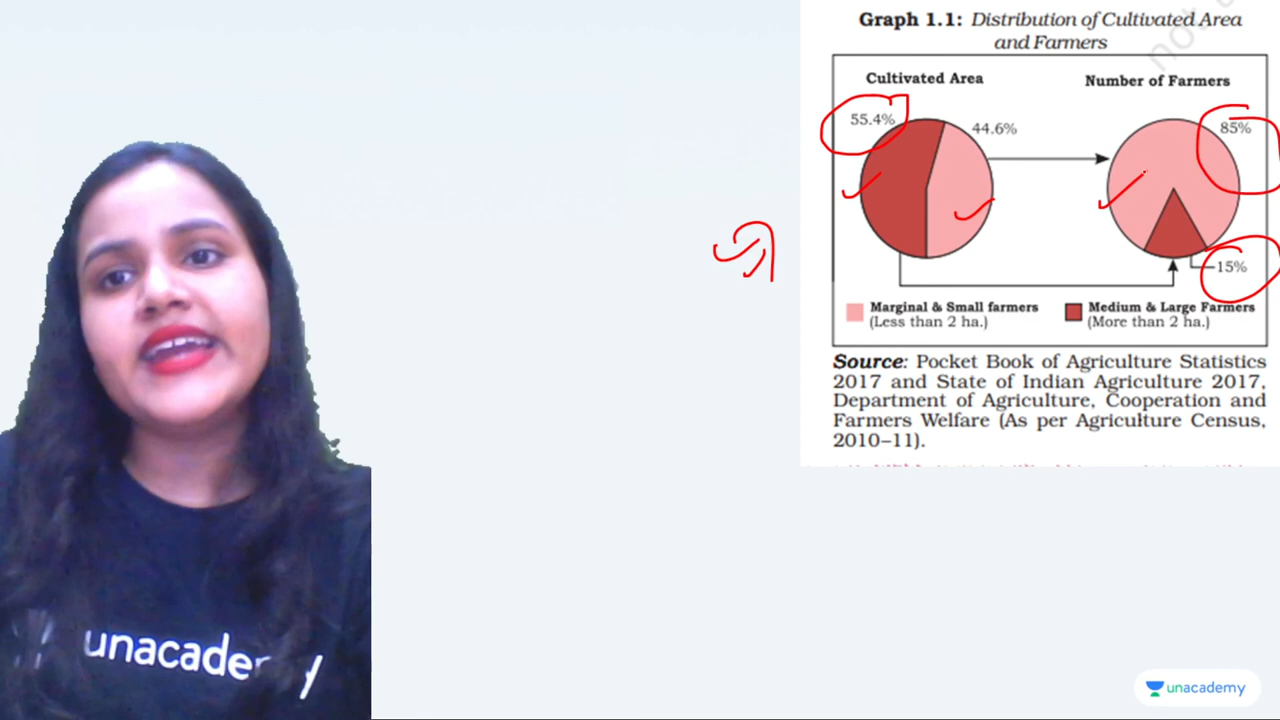 Graph 1.1: Distribution of Cultivated Area
and Farmers
Cultivated Area
Number of Farmers
55.4%
44.6%
85%
15%
Marginal & Small farmers
(Less than 2 ha.)
Medium & Large Farmers
(More than 2 ha.)
Source: Pocket Book of Agriculture Statistics
2017 and State of Indian Agriculture 2017,
Department of Agriculture, Cooperation and
Farmers Welfare (As per Agriculture Census,
2010–11).
not
unacademy
unacademy